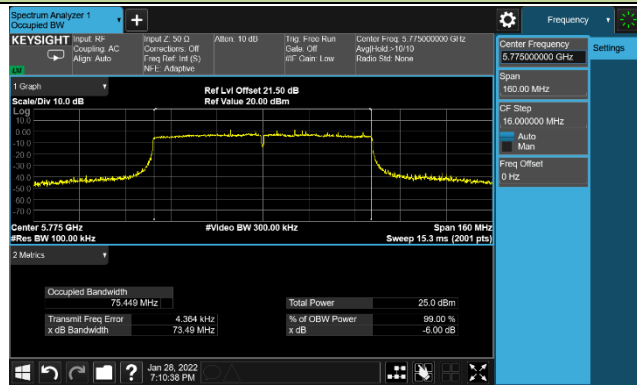 Spectrum Analyzer 1
Occupied BW
Frequency
KEYSIGHT
Input: RF
Coupling: AC
Align: Auto
Input Z: 50 Ω
Corrections: Off
Freq Ref: Int (S)
NFE: Adaptive
Atten: 10 dB
Trig: Free Run
Gate: Off
#IF Gain: Low
Center Freq: 5.775000000 GHz
Avg|Hold:>10/10
Radio Std: None
Center Frequency
5.775000000 GHz
Settings
Span
160.00 MHz
CF Step
16.000000 MHz
Auto
Man
Freq Offset
0 Hz
1 Graph
Scale/Div 10.0 dB
Ref Lvl Offset 21.50 dB
Ref Value 20.00 dBm
Log
10.0
0.00
-10.0
-20.0
-30.0
-40.0
-50.0
-60.0
-70.0
Center 5.775 GHz
#Video BW 300.00 kHz
Span 160 MHz
#Res BW 100.00 kHz
Sweep 15.3 ms (2001 pts)
2 Metrics
Occupied Bandwidth
75.449 MHz
Total Power 25.0 dBm
Transmit Freq Error 4.364 kHz
% of OBW Power 99.00 %
x dB Bandwidth 73.49 MHz
x dB -6.00 dB
?
Jan 28, 2022
7:10:38 PM